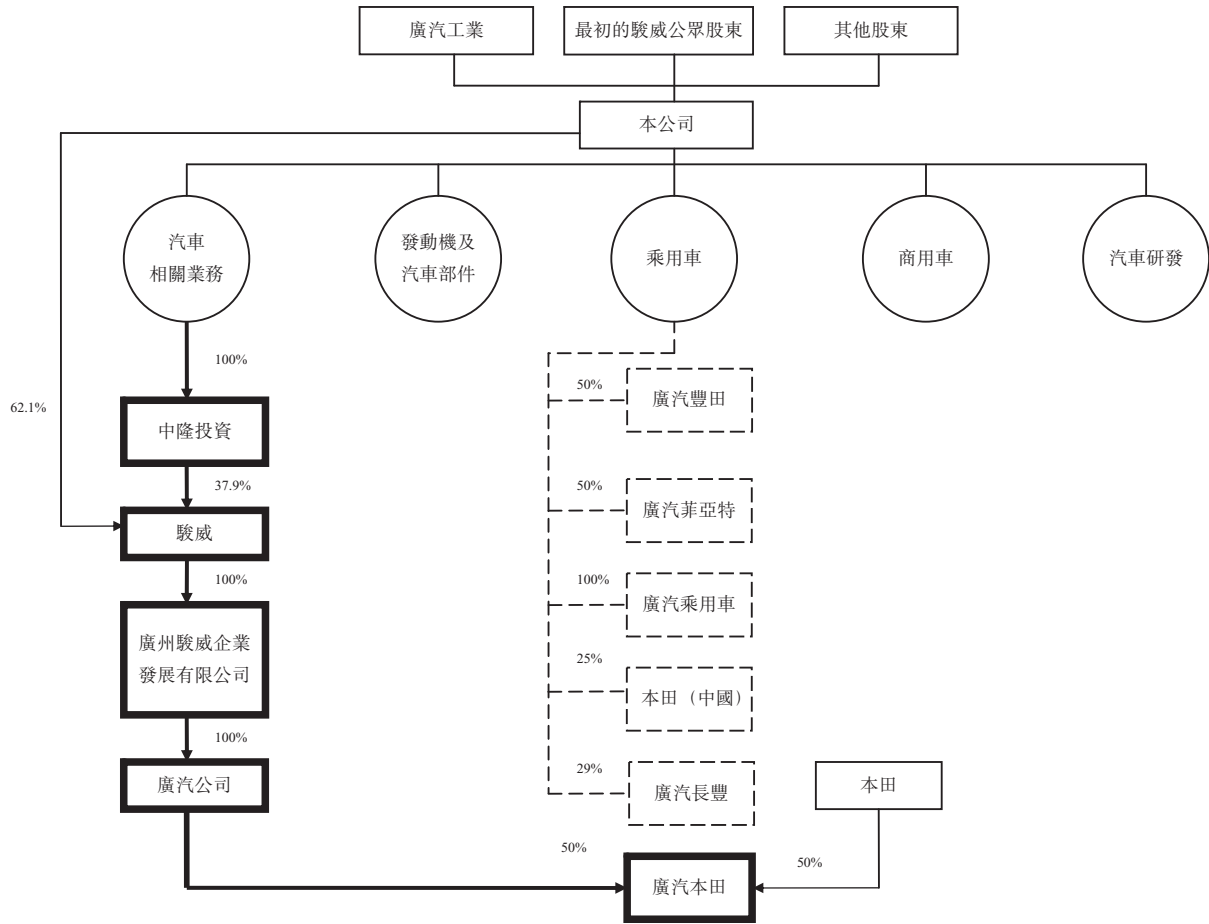 廣汽工業
最初的駿威公眾股東
其他股東
本公司
汽車
相關業務
發動機及
汽車部件
乘用車
商用車
汽車研發
100%
62.1%
中隆投資
37.9%
駿威
100%
廣州駿威企業
發展有限公司
100%
廣汽公司
50%
廣汽豐田
50%
廣汽菲亞特
100%
廣汽乘用車
25%
本田（中國）
29%
廣汽長豐
本田
50%
廣汽本田
50%